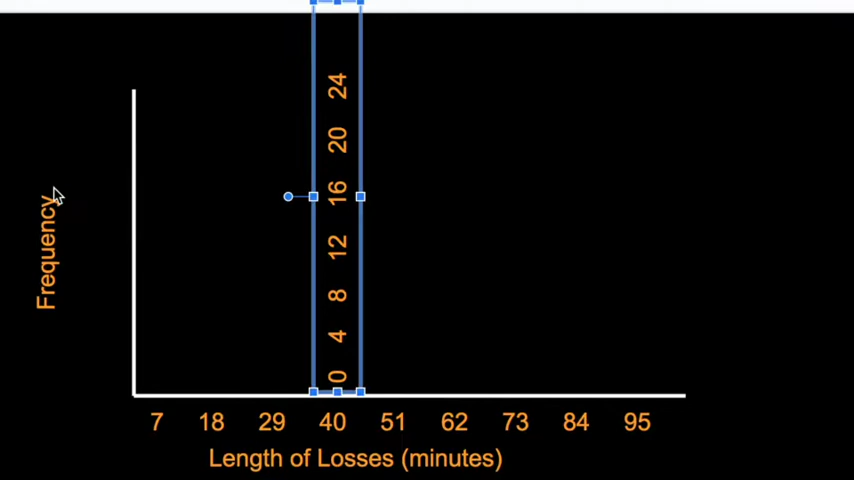 Frequency
0 4 8 12 16 20 24
7 18 29 40 51 62 73 84 95
Length of Losses (minutes)